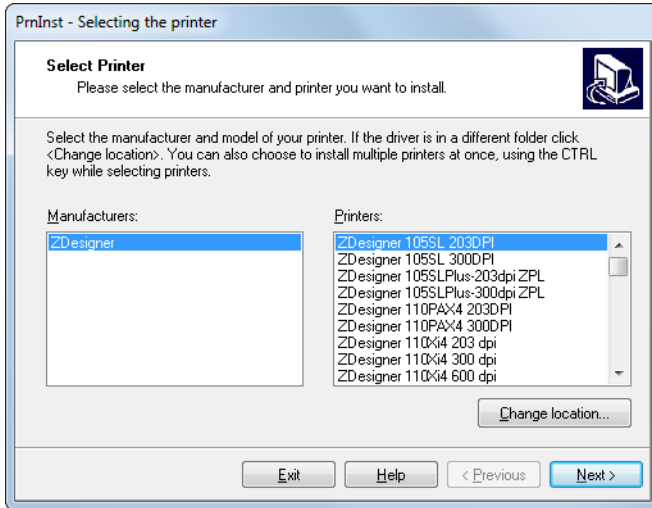 PrnInst - Selecting the printer
Select Printer
Please select the manufacturer and printer you want to install.
Select the manufacturer and model of your printer. If the driver is in a different folder click
<Change location>. You can also choose to install multiple printers at once, using the CTRL
key while selecting printers.
Manufacturers:
ZDesigner
Printers:
ZDesigner 105SL 203DPI
ZDesigner 105SL 300DPI
ZDesigner 105SLPlus-203dpi ZPL
ZDesigner 105SLPlus-300dpi ZPL
ZDesigner 110PAX4 203DPI
ZDesigner 110PAX4 300DPI
ZDesigner 110Xi4 203 dpi
ZDesigner 110Xi4 300 dpi
ZDesigner 110Xi4 600 dpi
Change location...
Exit
Help
< Previous
Next >